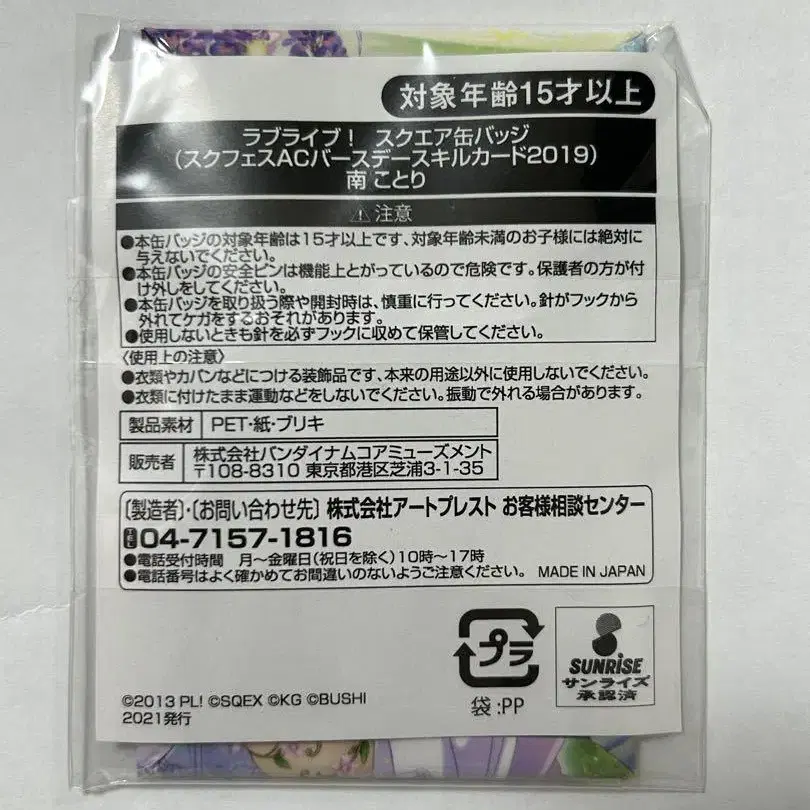 対象年齢15才以上
ラブライブ！ スクエア缶バッジ
(スクフェスACバースデースキルカード2019)
南 ことり
⚠注意
●本缶バッジの対象年齢は15才以上です、対象年齢未満のお子様には絶対に
与えないでください。
●本缶バッジの安全ピンは機能上とがっているので危険です。保護者の方が付
け外しをしてください。
●本缶バッジを取り扱う際や開封時は、慎重に行ってください。針がフックから
外れてケガをするおそれがあります。
●使用しないときも針を必ずフックに収めて保管してください。
〈使用上の注意〉
●衣類やカバンなどにつける装飾品です、本来の用途以外に使用しないでください。
●衣類に付けたまま運動などをしないでください。振動で外れる場合があります。
製品素材 PET・紙・ブリキ
販売者 株式会社バンダイナムコアミューズメント
〒108-8310 東京都港区芝浦3-1-35
〔製造者〕・〔お問い合わせ先〕 株式会社アートプレスト お客様相談センター
TEL 04-7157-1816
●電話受付時間 月～金曜日(祝日を除く)10時～17時
●電話番号はよく確かめてお間違いのないようご注意ください。 MADE IN JAPAN
プラ
袋:PP
SUNRISE
サンライズ
承認済
©2013 PL! ©SQEX ©KG ©BUSHI
2021発行